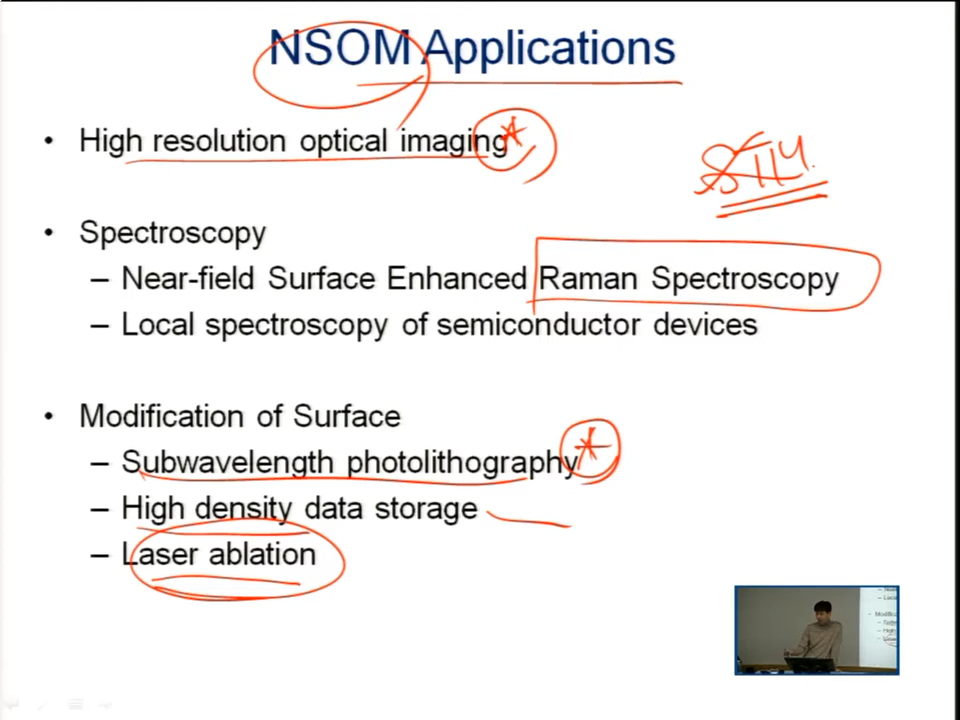 NSOM Applications
• High resolution optical imaging
• Spectroscopy
– Near-field Surface Enhanced Raman Spectroscopy
– Local spectroscopy of semiconductor devices
• Modification of Surface
– Subwavelength photolithography
– High density data storage
– Laser ablation